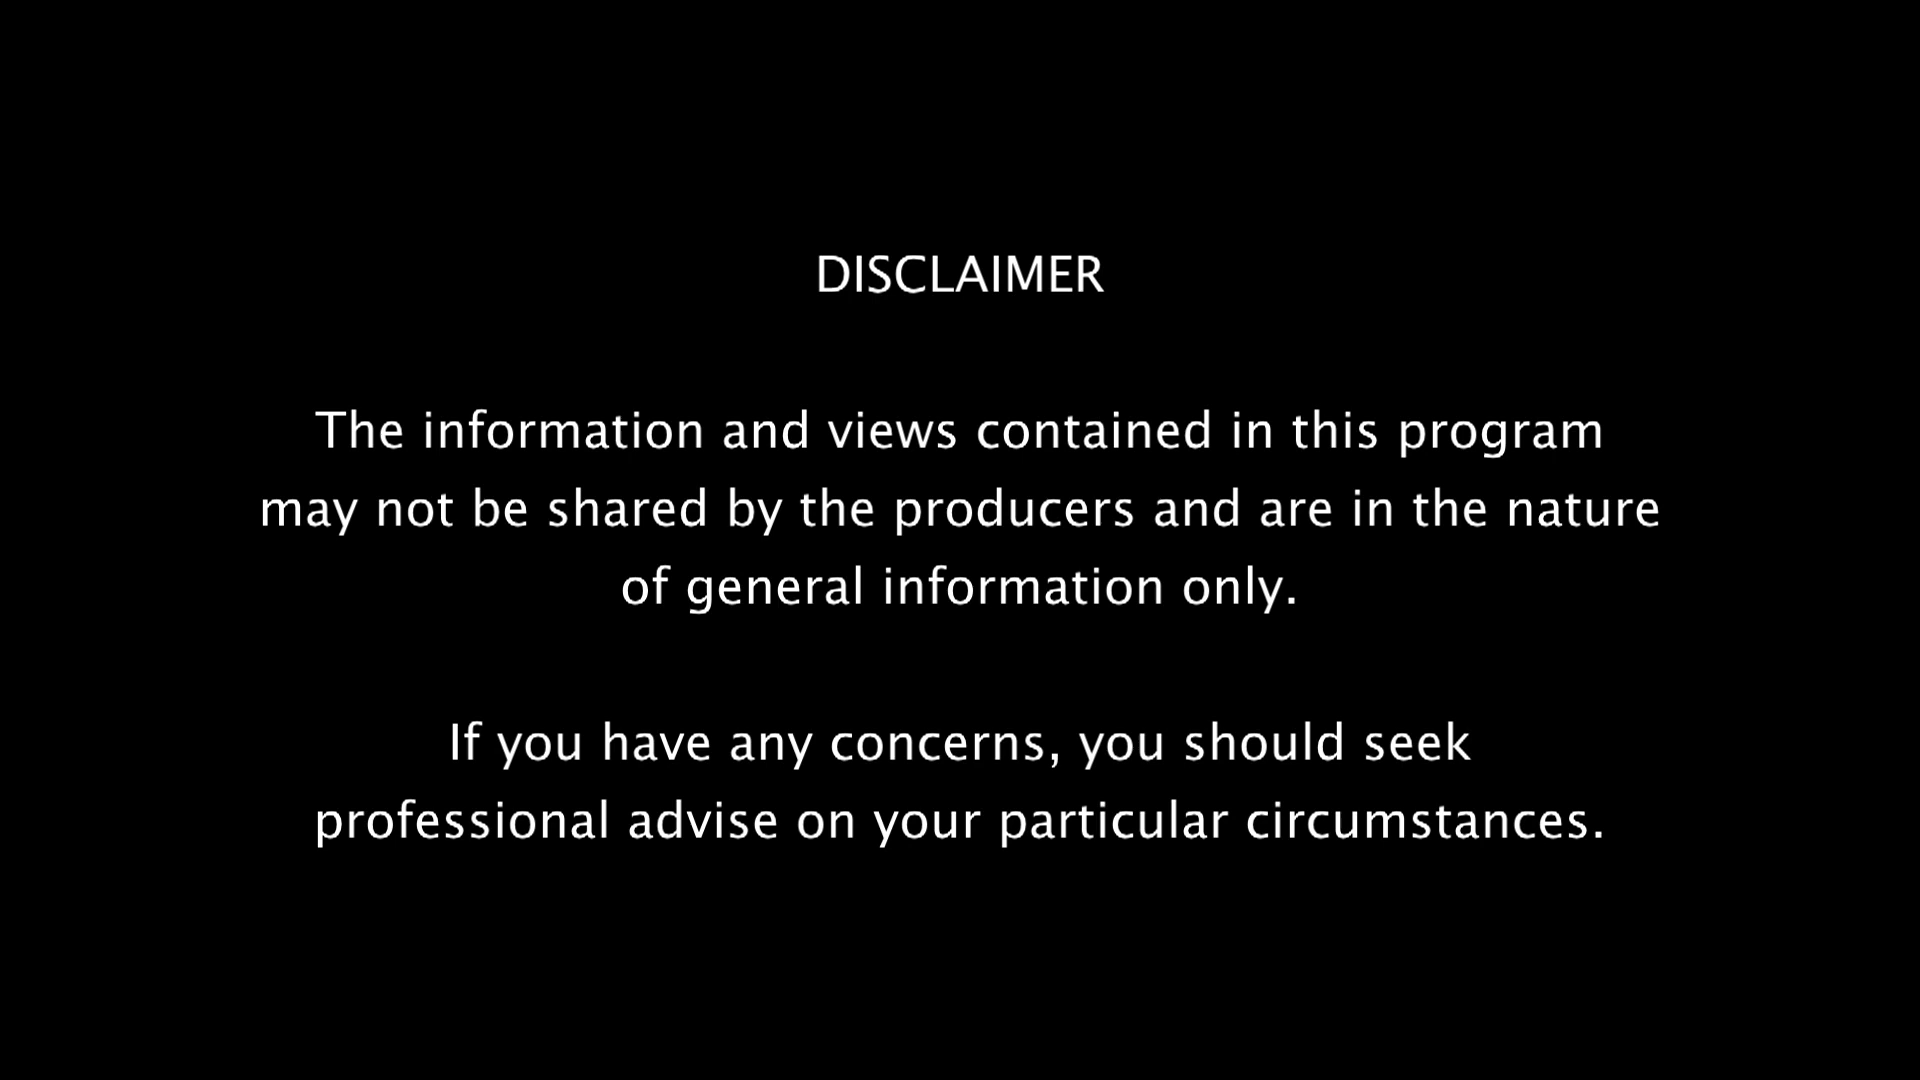 DISCLAIMER
The information and views contained in this program
may not be shared by the producers and are in the nature
of general information only.
If you have any concerns, you should seek
professional advise on your particular circumstances.